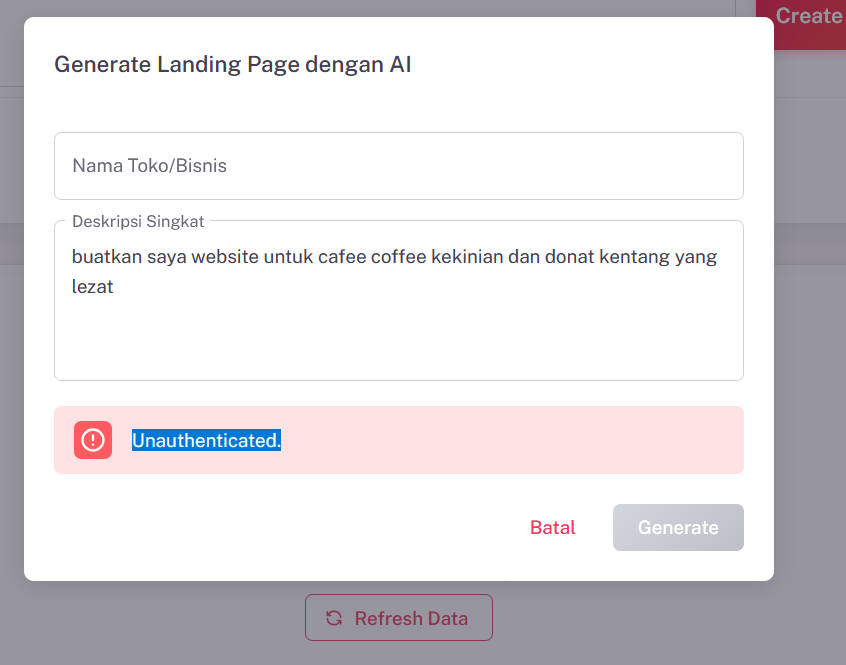 Create
Generate Landing Page dengan AI
Nama Toko/Bisnis
Deskripsi Singkat
buatkan saya website untuk cafee coffee kekinian dan donat kentang yang
lezat
Unauthenticated.
Batal
Generate
Refresh Data